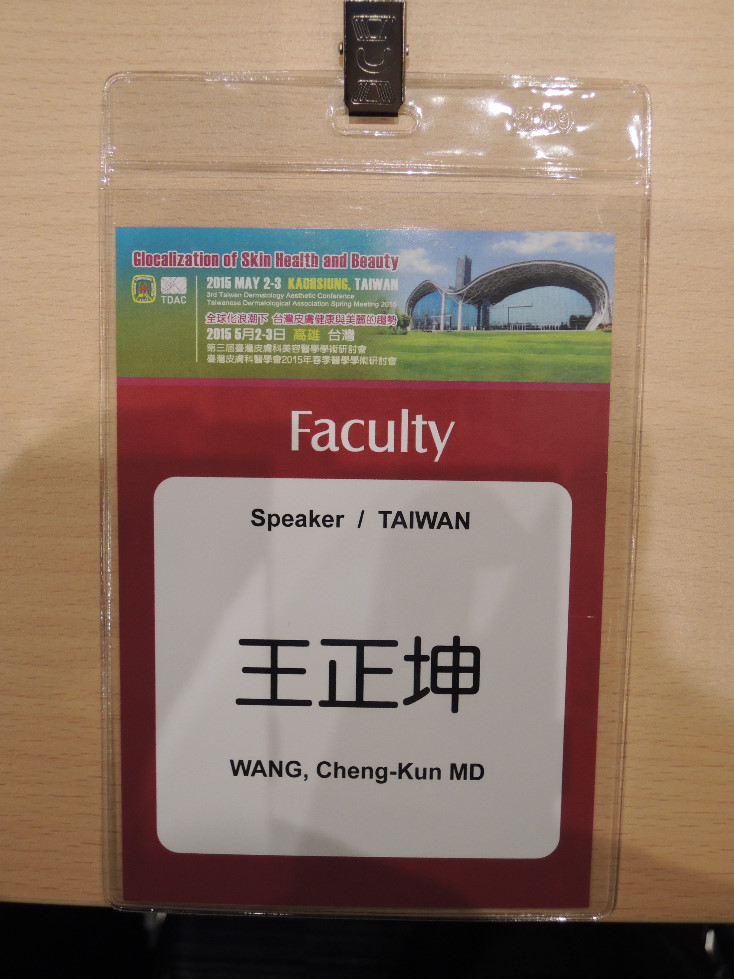 2009
Glocalization of Skin Health and Beauty
TDAC
2015 MAY 2-3 KAOHSIUNG, TAIWAN
3rd Taiwan Dermatology Aesthetic Conference
Taiwanese Dermatological Association Spring Meeting 2015
全球化浪潮下 台灣皮膚健康與美麗的趨勢
2015 5月2-3日 高雄 台灣
第三屆臺灣皮膚科美容醫學學術研討會
臺灣皮膚科醫學會2015年春季醫學學術研討會
Faculty
Speaker / TAIWAN
王正坤
WANG, Cheng-Kun MD